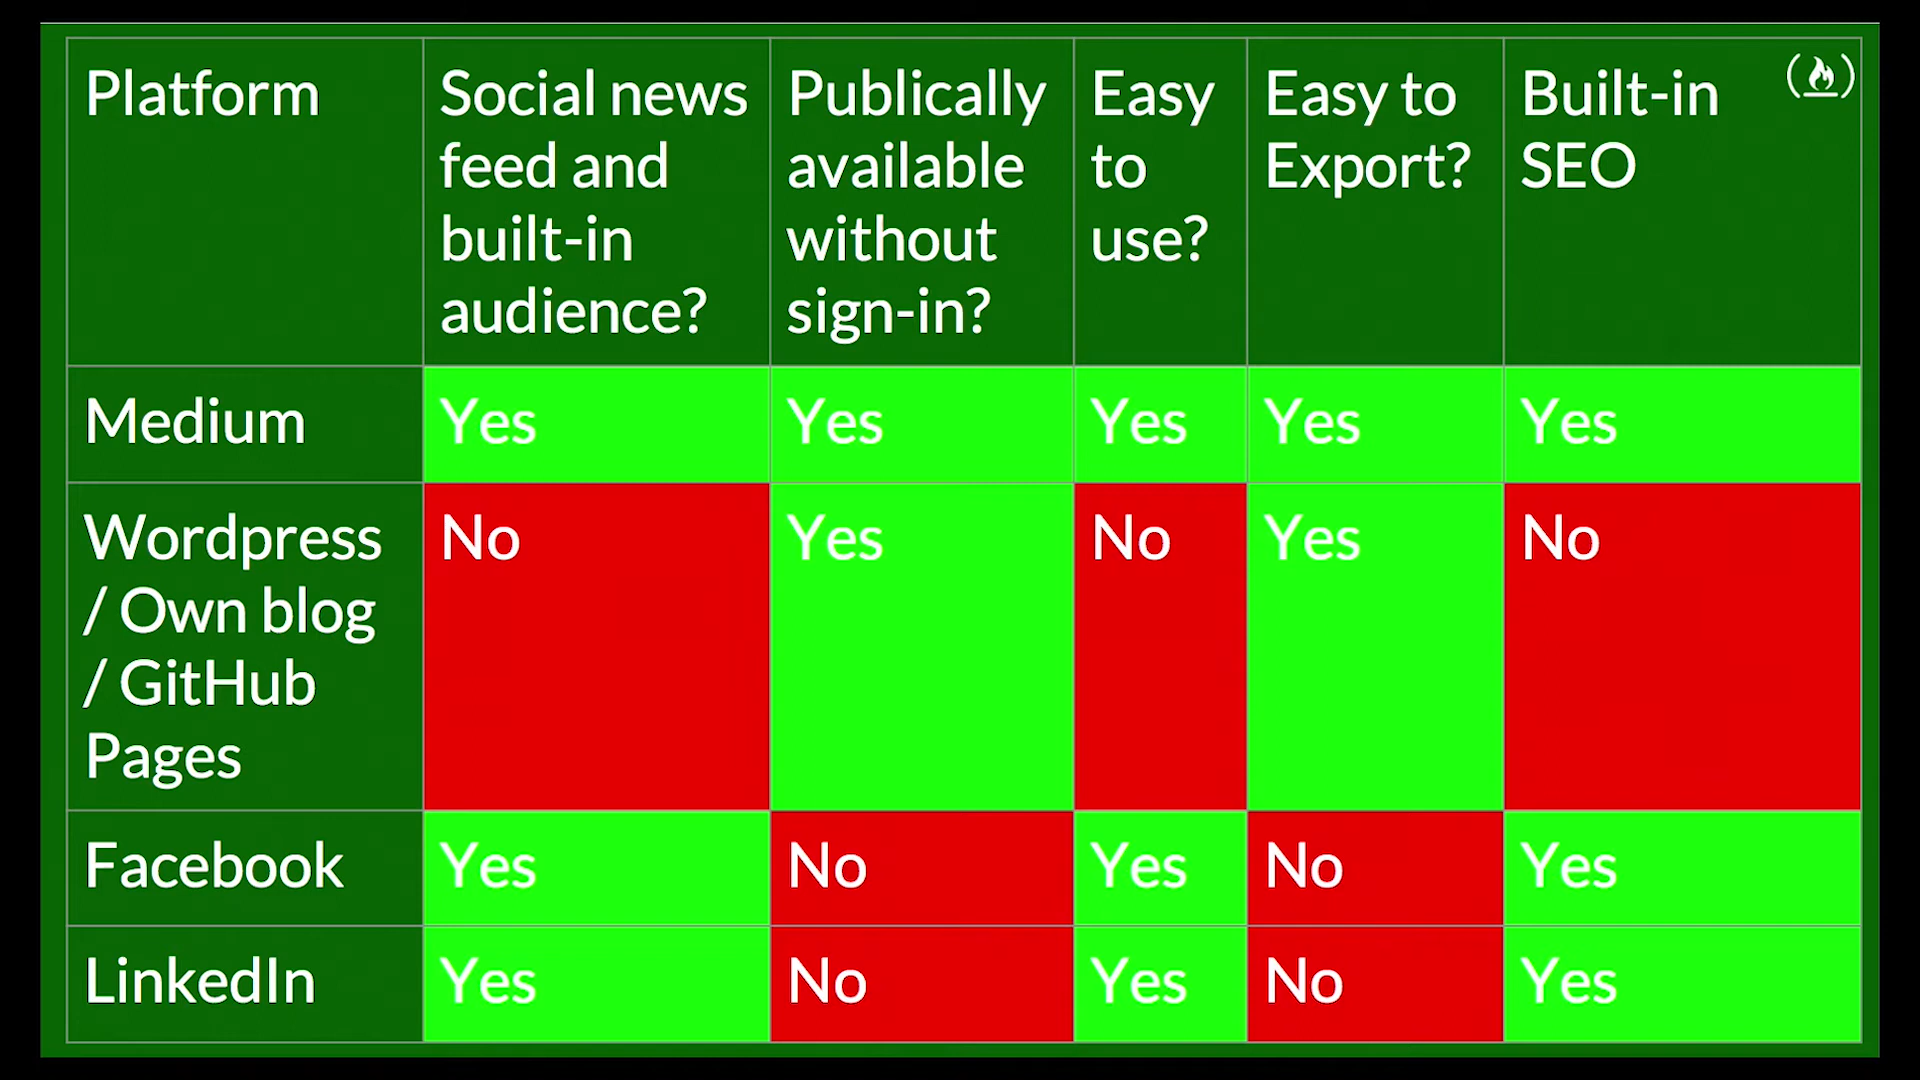 Platform
Social news
feed and
built-in
audience?
Publically
available
without
sign-in?
Easy
to
use?
Easy to
Export?
Built-in
SEO
Medium
Yes
Yes
Yes
Yes
Yes
Wordpress
/ Own blog
/ GitHub
Pages
No
Yes
No
Yes
No
Facebook
Yes
No
Yes
No
Yes
LinkedIn
Yes
No
Yes
No
Yes